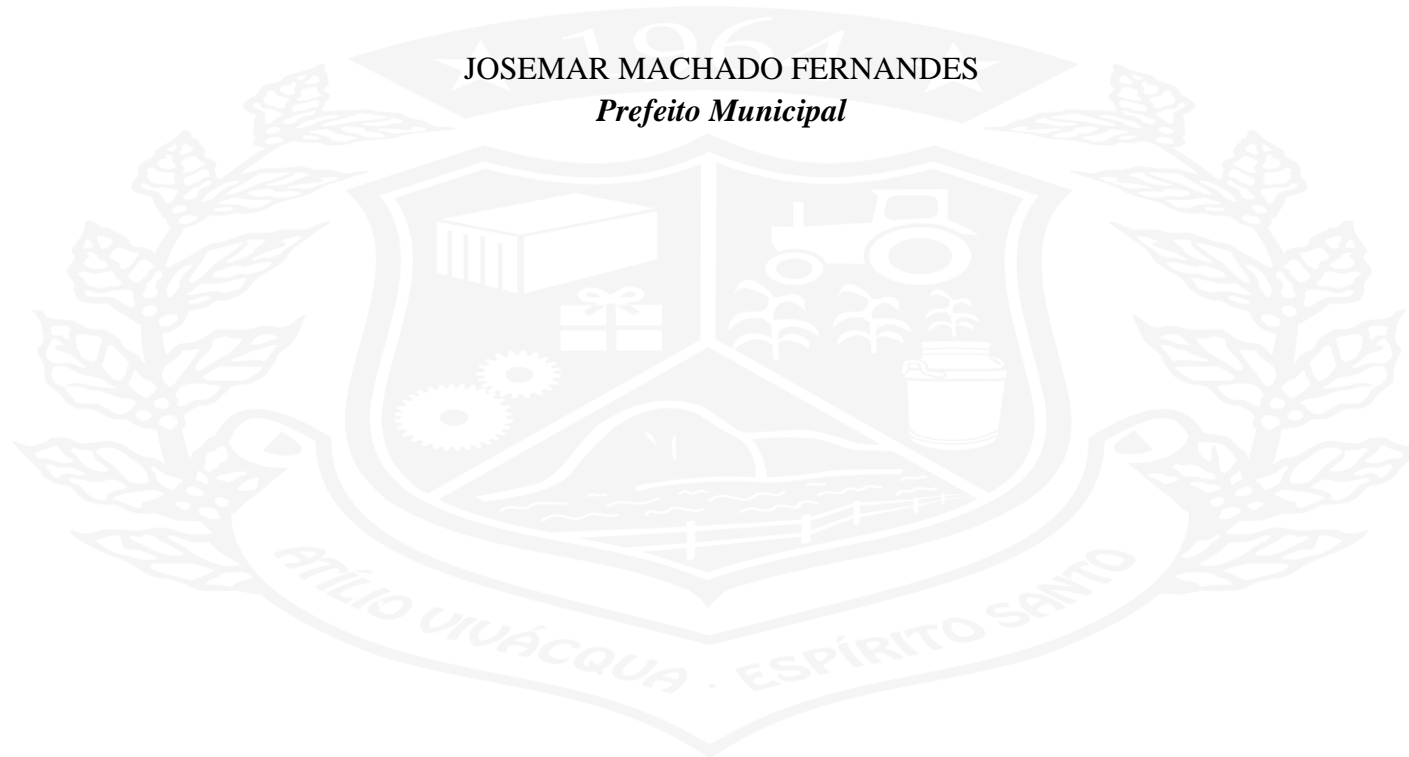 1964
JOSEMAR MACHADO FERNANDES
Prefeito Municipal
ATÍLIO VIVÁCQUA - ESPÍRITO SANTO